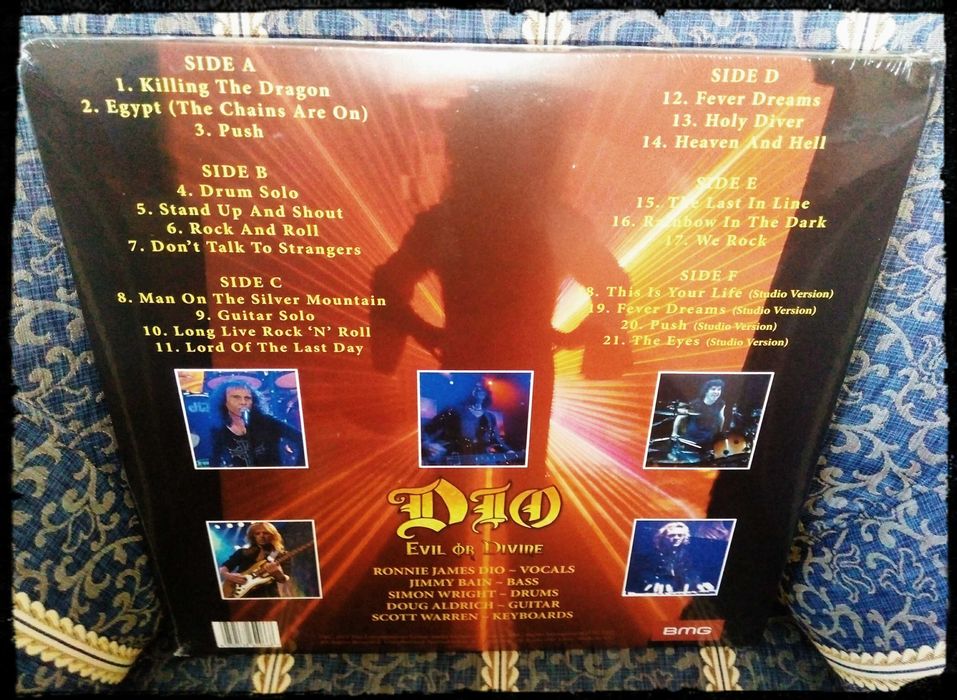 SIDE A
1. Killing The Dragon
2. Egypt (The Chains Are On)
3. Push
SIDE B
4. Drum Solo
5. Stand Up And Shout
6. Rock And Roll
7. Don't Talk To Strangers
SIDE C
8. Man On The Silver Mountain
9. Guitar Solo
10. Long Live Rock 'N' Roll
11. Lord Of The Last Day
SIDE D
12. Fever Dreams
13. Holy Diver
14. Heaven And Hell
SIDE E
15. The Last In Line
16. Rainbow In The Dark
17. We Rock
SIDE F
18. This Is Your Life (Studio Version)
19. Fever Dreams (Studio Version)
20. Push (Studio Version)
21. The Eyes (Studio Version)
DIO
EVIL OR DIVINE
RONNIE JAMES DIO ~ VOCALS
JIMMY BAIN ~ BASS
SIMON WRIGHT ~ DRUMS
DOUG ALDRICH ~ GUITAR
SCOTT WARREN ~ KEYBOARDS
BMG